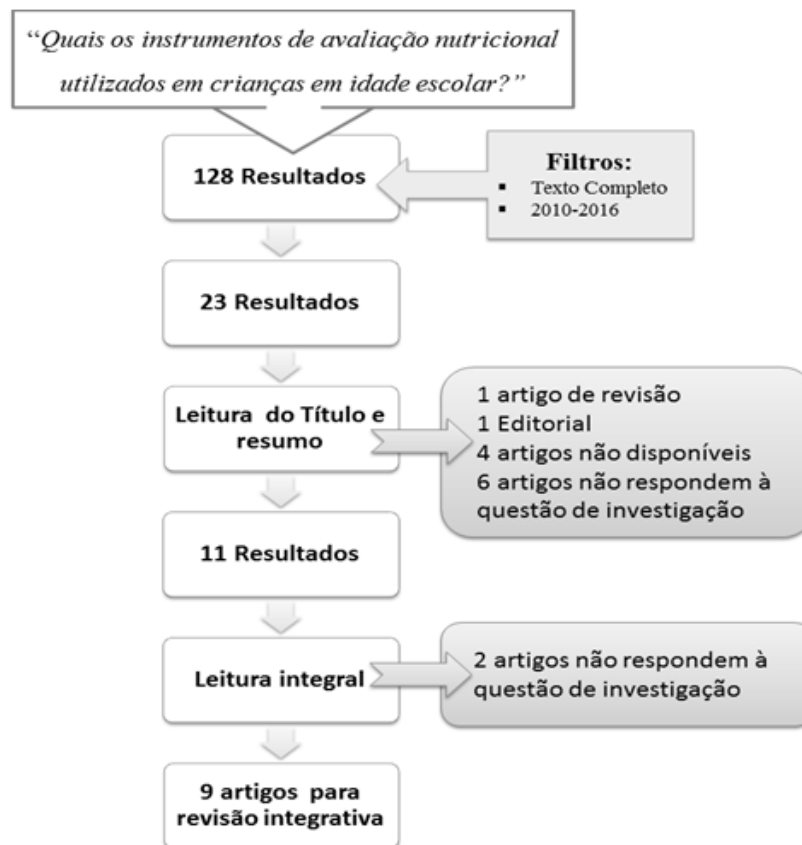 “Quais os instrumentos de avaliação nutricional
utilizados em crianças em idade escolar?”
128 Resultados
Filtros:
▪ Texto Completo
▪ 2010-2016
23 Resultados
Leitura do Título e
resumo
1 artigo de revisão
1 Editorial
4 artigos não disponíveis
6 artigos não respondem à
questão de investigação
11 Resultados
Leitura integral
2 artigos não respondem à
questão de investigação
9 artigos para
revisão integrativa